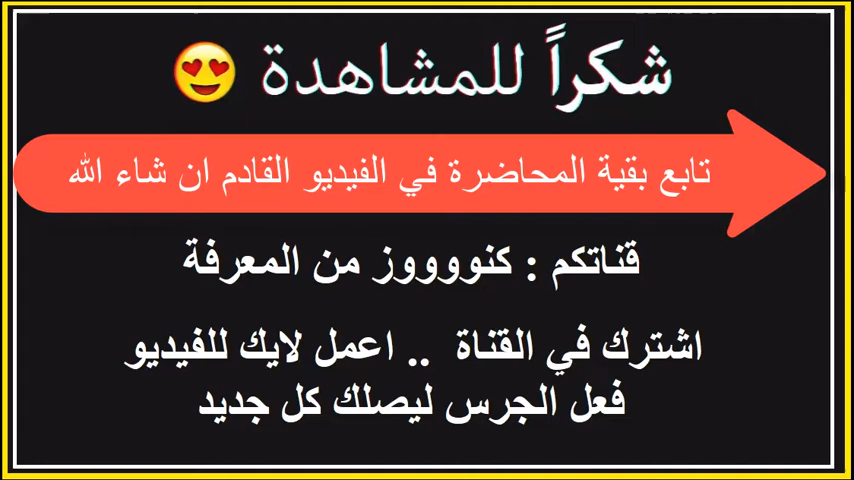 شكراً للمشاهدة 😍
تابع بقية المحاضرة في الفيديو القادم ان شاء الله
قناتكم : كنووووز من المعرفة
اشترك في القناة .. اعمل لايك للفيديو
فعل الجرس ليصلك كل جديد